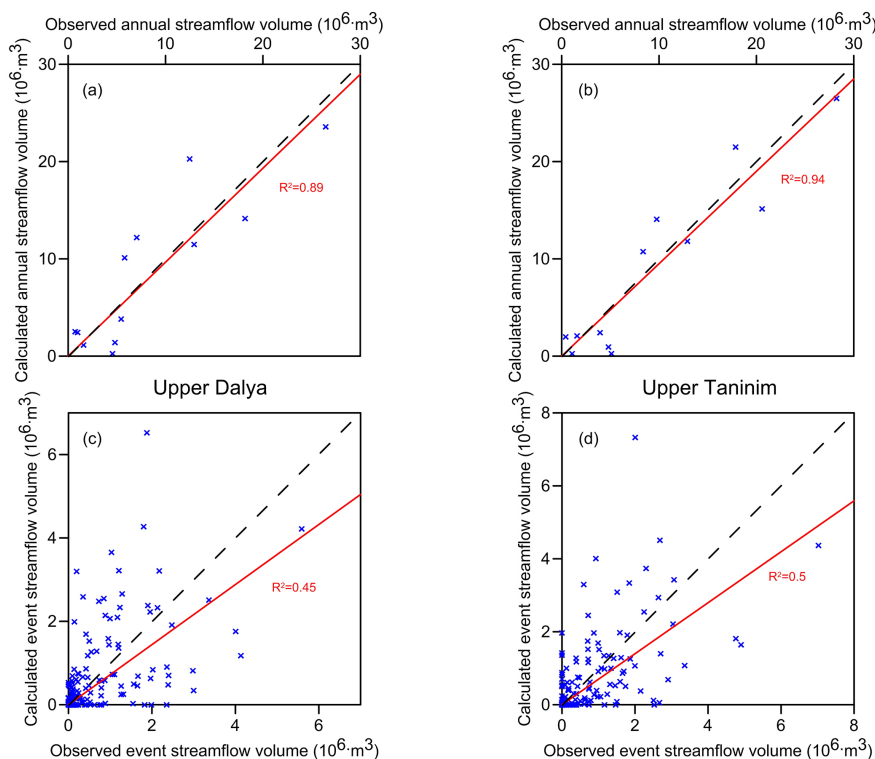 Observed annual streamflow volume (10⁶·m³)
0 10 20 30
Calculated annual streamflow volume (10⁶·m³)
30
20
10
0
(a)
R²=0.89
Observed annual streamflow volume (10⁶·m³)
0 10 20 30
Calculated annual streamflow volume (10⁶·m³)
30
20
10
0
(b)
R²=0.94
Upper Dalya
Calculated event streamflow volume (10⁶·m³)
6
4
2
0
(c)
R²=0.45
0 2 4 6
Observed event streamflow volume (10⁶·m³)
Upper Taninim
Calculated event streamflow volume (10⁶·m³)
8
6
4
2
0
(d)
R²=0.5
0 2 4 6 8
Observed event streamflow volume (10⁶·m³)